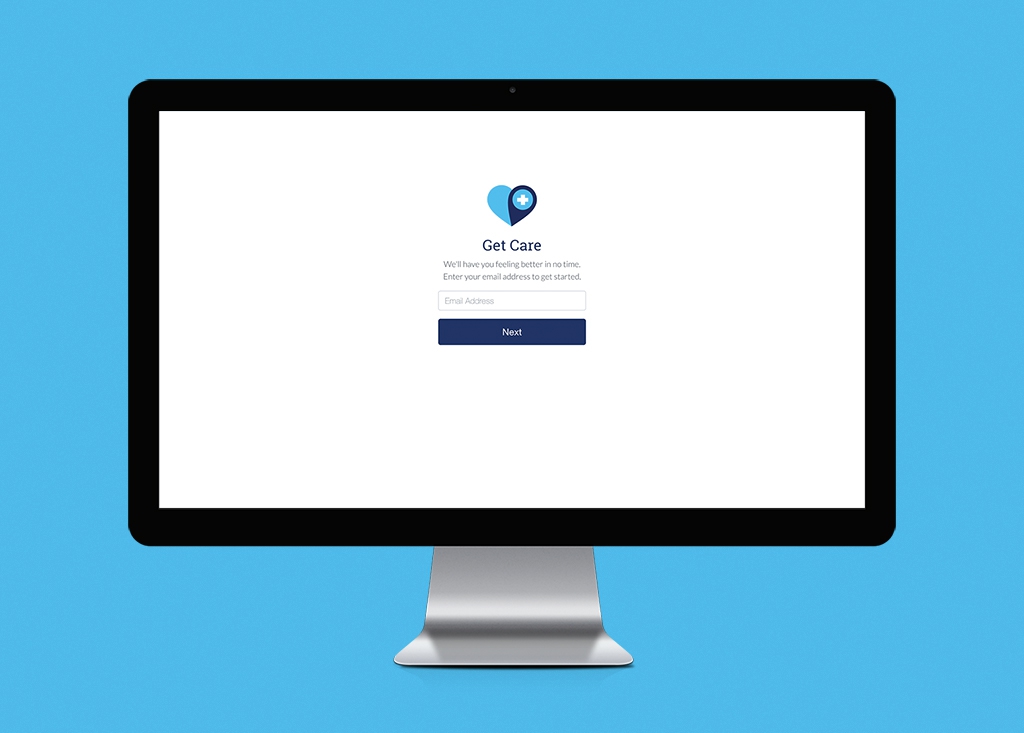 Get Care
We'll have you feeling better in no time.
Enter your email address to get started.
Email Address
Next